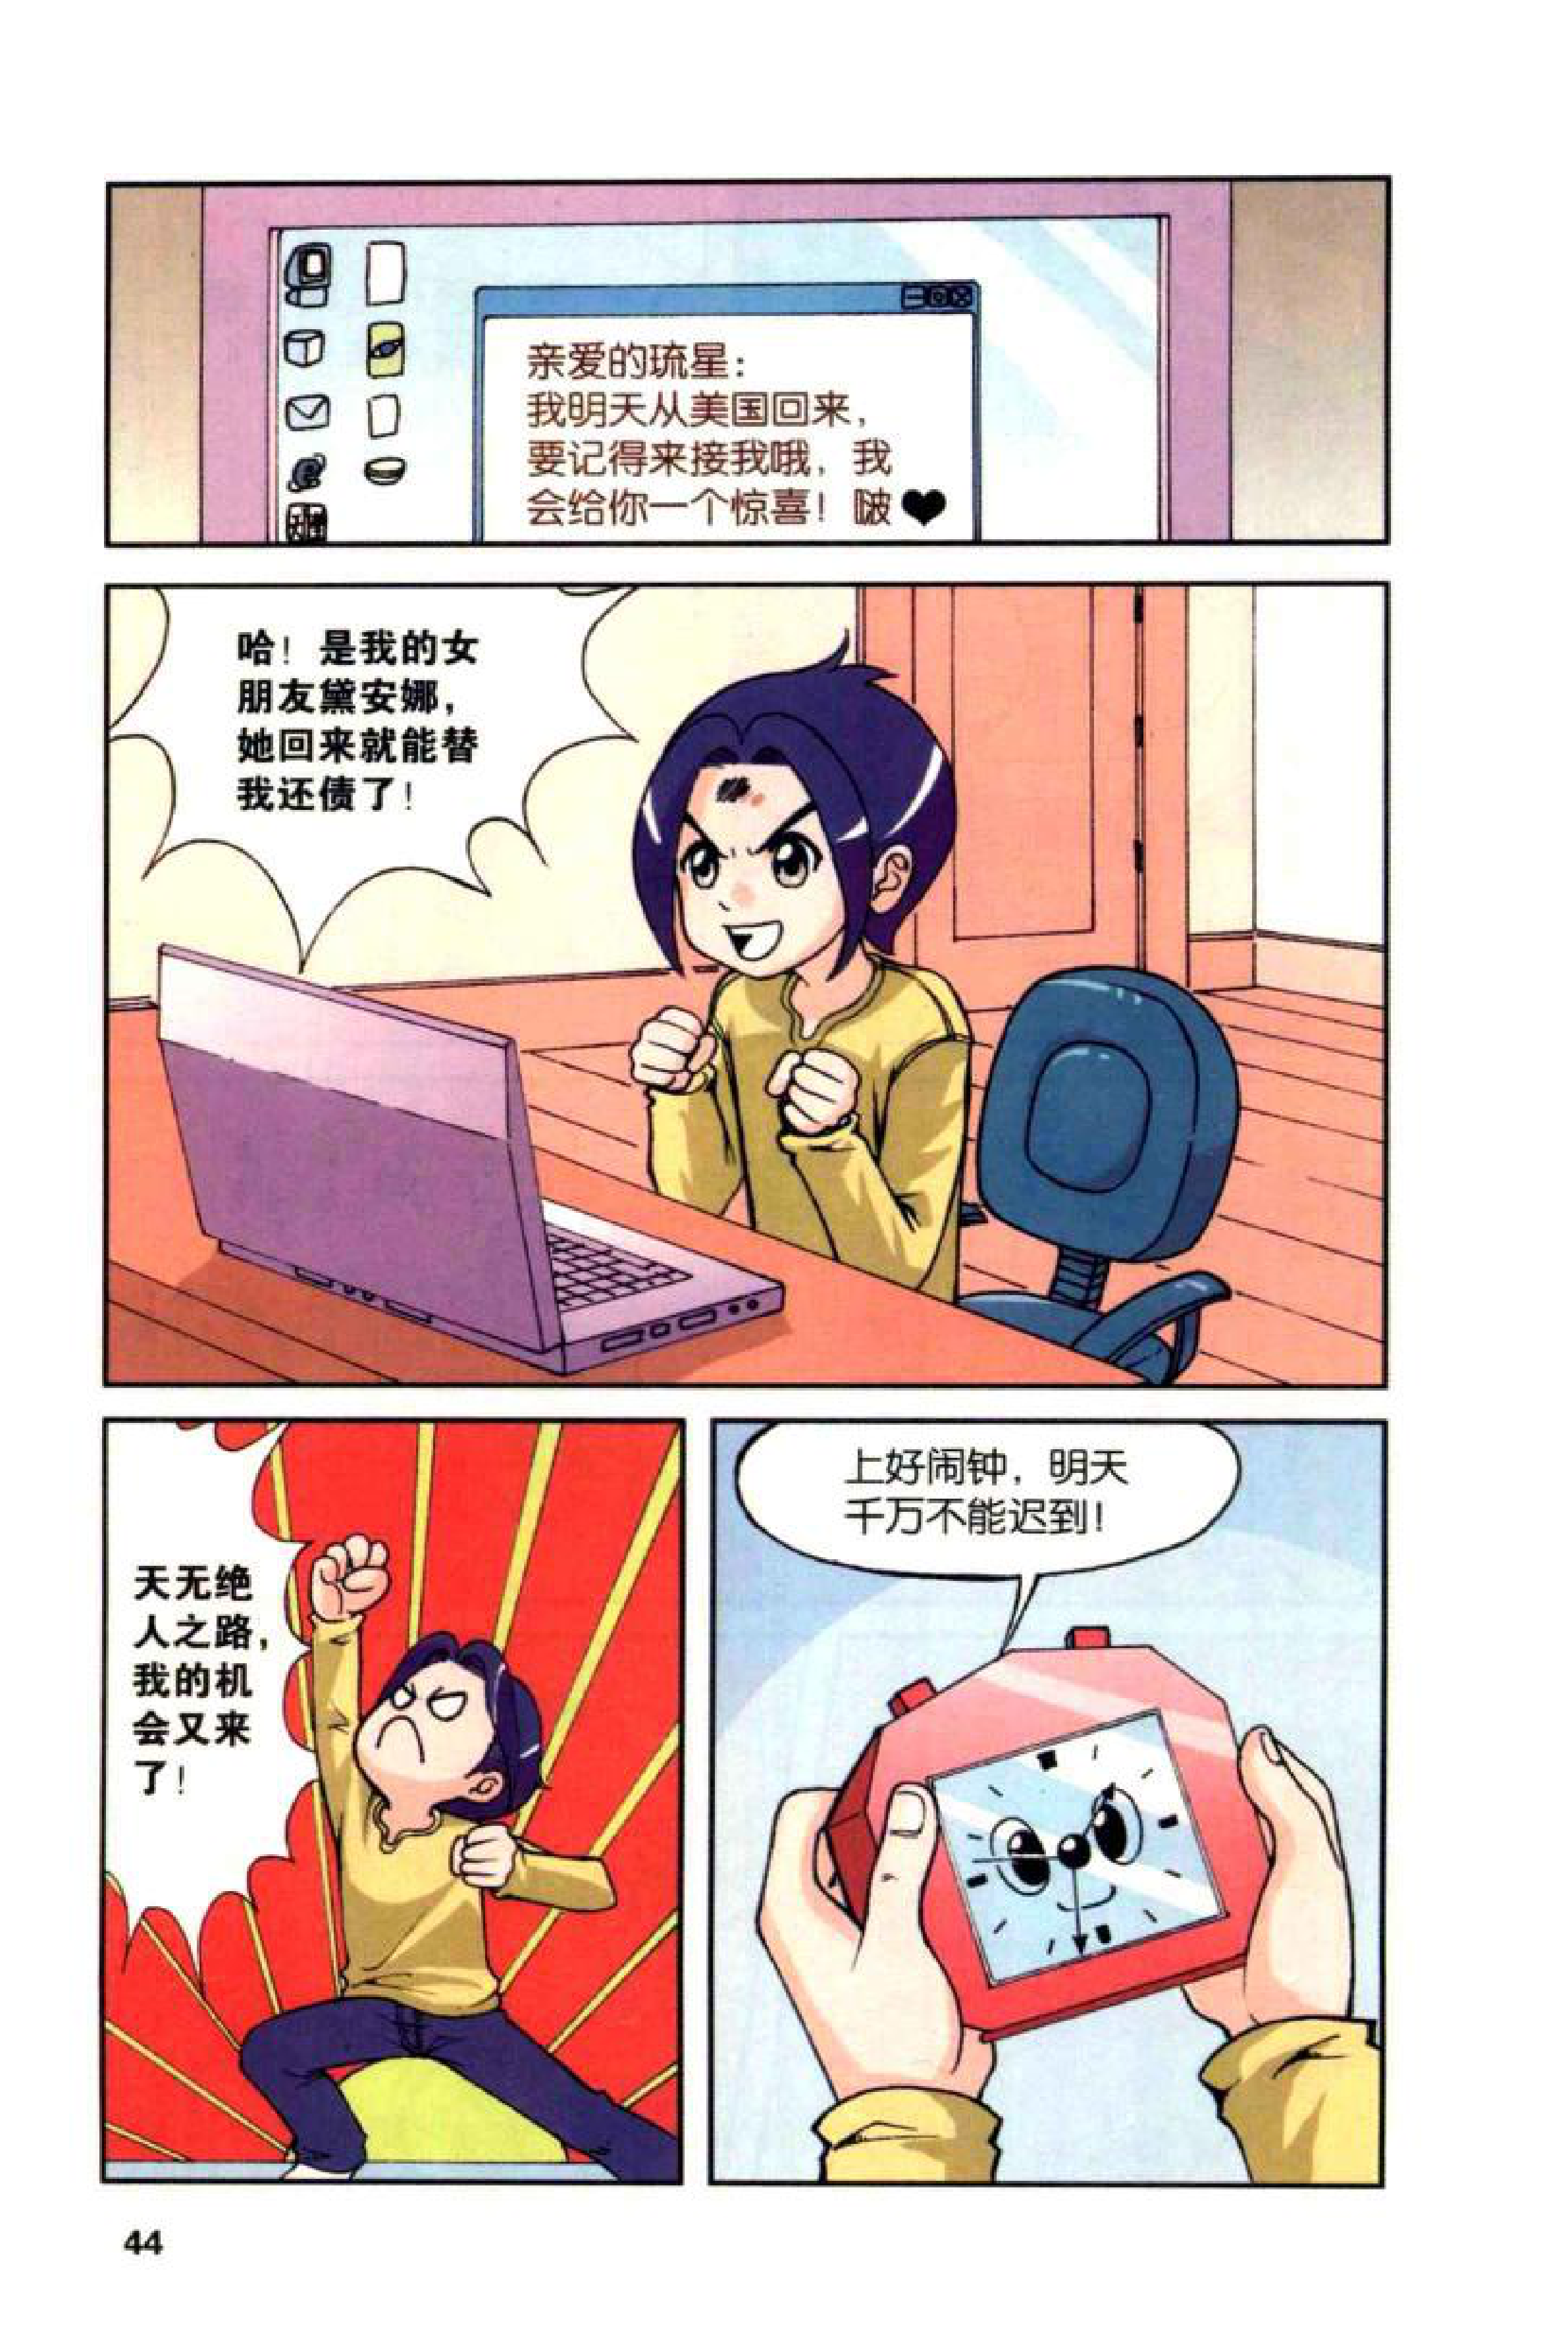 亲爱的琉星：
我明天从美国回来，
要记得来接我哦，我
会给你一个惊喜！啵❤
哈！是我的女
朋友黛安娜，
她回来就能替
我还债了！
天无绝
人之路，
我的机
会又来
了！
上好闹钟，明天
千万不能迟到！
44